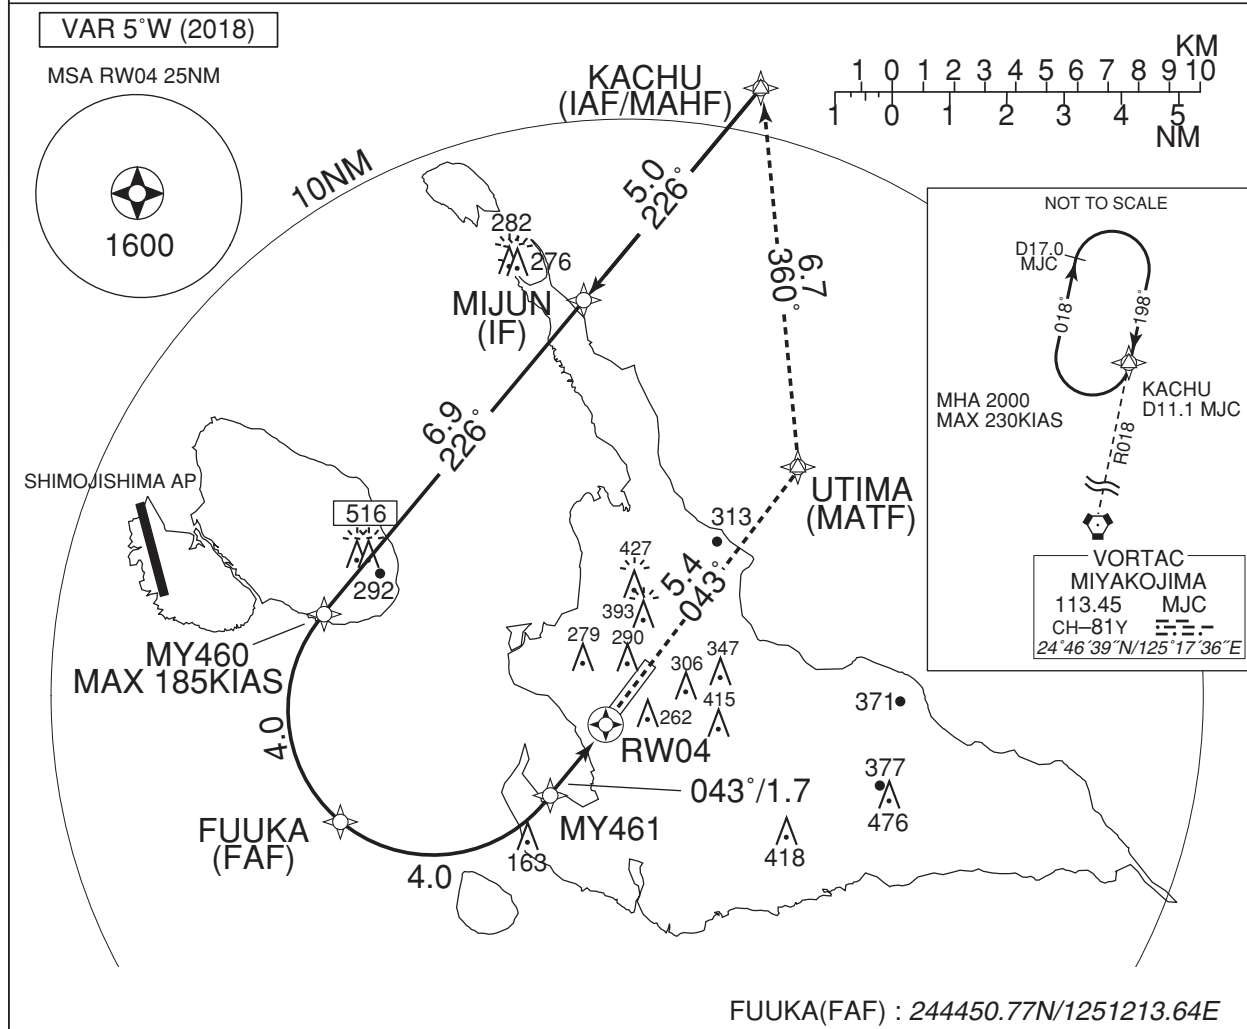 VAR 5°W (2018)
MSA RW04 25NM
1600
10NM
KACHU
(IAF/MAHF)
KM
1 0 1 2 3 4 5 6 7 8 9 10
1 0 1 2 3 4 5
NM
5.0
226°
282
276
MIJUN
(IF)
6.7
360°
6.9
226°
SHIMOJISHIMA AP
516
292
MY460
MAX 185KIAS
4.0
FUUKA
(FAF)
4.0
163
MY461
043°/1.7
RW04
UTIMA
(MATF)
313
5.4
043°
427
393
279
290
306
347
262
415
371
377
476
418
NOT TO SCALE
D17.0
MJC
018°
198°
MHA 2000
MAX 230KIAS
KACHU
D11.1 MJC
R018
VORTAC
MIYAKOJIMA
113.45 MJC
CH–81Y
24°46´39˝N/125°17´36˝E
FUUKA(FAF) : 244450.77N/1251213.64E